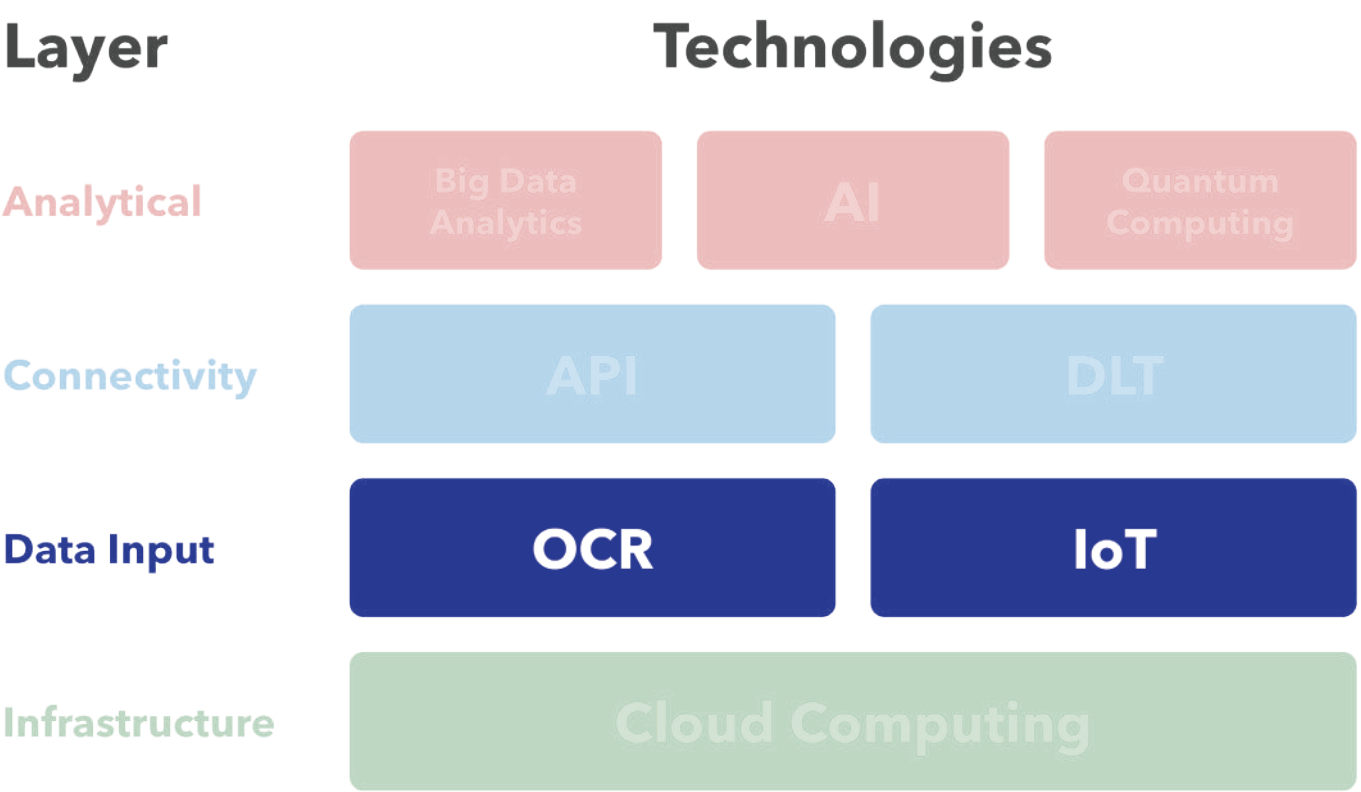 Layer
Technologies
Analytical
Big Data
Analytics
AI
Quantum
Computing
Connectivity
API
DLT
Data Input
OCR
IoT
Infrastructure
Cloud Computing